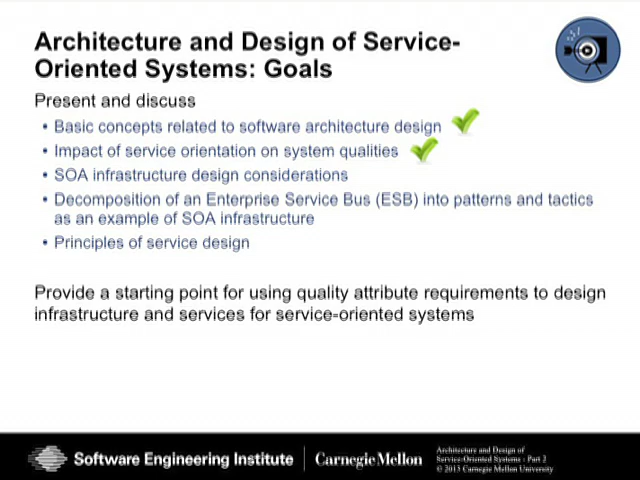 Architecture and Design of Service-
Oriented Systems: Goals
Present and discuss
• Basic concepts related to software architecture design
• Impact of service orientation on system qualities
• SOA infrastructure design considerations
• Decomposition of an Enterprise Service Bus (ESB) into patterns and tactics
as an example of SOA infrastructure
• Principles of service design
Provide a starting point for using quality attribute requirements to design
infrastructure and services for service-oriented systems
Software Engineering Institute
Carnegie Mellon
Architecture and Design of
Service-Oriented Systems - Part 2
© 2013 Carnegie Mellon University